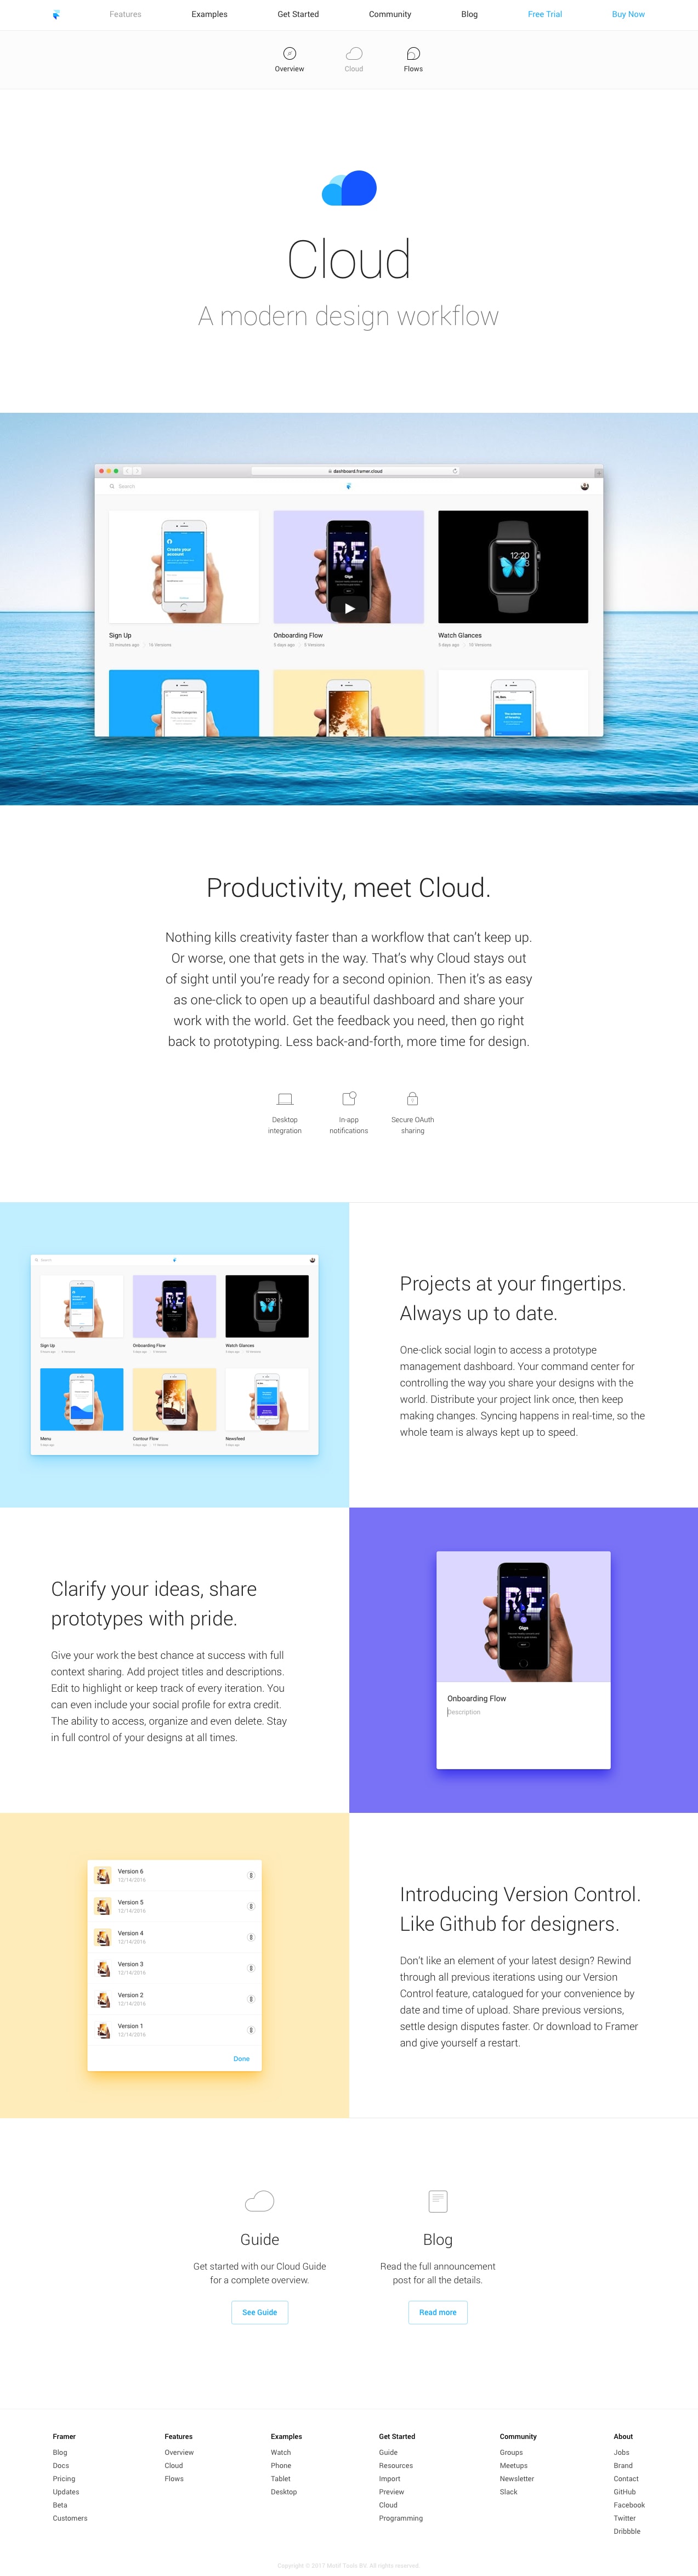 Features
Examples
Get Started
Community
Blog
Free Trial
Buy Now
Overview
Cloud
Flows
Cloud
A modern design workflow
dashboard.framer.cloud
Search
Create your account
Gigs
Sign Up
Onboarding Flow
5 days ago | 5 Versions
Watch Glances
5 days ago | 10 Versions
Choose Categories
Productivity, meet Cloud.
Nothing kills creativity faster than a workflow that can’t keep up.
Or worse, one that gets in the way. That’s why Cloud stays out
of sight until you’re ready for a second opinion. Then it’s as easy
as one-click to open up a beautiful dashboard and share your
work with the world. Get the feedback you need, then go right
back to prototyping. Less back-and-forth, more time for design.
Desktop
integration
In-app
notifications
Secure OAuth
sharing
Search
Sign Up
Onboarding Flow
Watch Glances
Menu
Contour Flow
Newsfeed
Projects at your fingertips.
Always up to date.
One-click social login to access a prototype
management dashboard. Your command center for
controlling the way you share your designs with the
world. Distribute your project link once, then keep
making changes. Syncing happens in real-time, so the
whole team is always kept up to speed.
Clarify your ideas, share
prototypes with pride.
Give your work the best chance at success with full
context sharing. Add project titles and descriptions.
Edit to highlight or keep track of every iteration. You
can even include your social profile for extra credit.
The ability to access, organize and even delete. Stay
in full control of your designs at all times.
Gigs
Onboarding Flow
Description
Version 6
12/14/2016
Version 5
12/14/2016
Version 4
12/14/2016
Version 3
12/14/2016
Version 2
12/14/2016
Version 1
12/14/2016
Done
Introducing Version Control.
Like Github for designers.
Don’t like an element of your latest design? Rewind
through all previous iterations using our Version
Control feature, catalogued for your convenience by
date and time of upload. Share previous versions,
settle design disputes faster. Or download to Framer
and give yourself a restart.
Guide
Get started with our Cloud Guide
for a complete overview.
See Guide
Blog
Read the full announcement
post for all the details.
Read more
Framer
Blog
Docs
Pricing
Updates
Beta
Customers
Features
Overview
Cloud
Flows
Examples
Watch
Phone
Tablet
Desktop
Get Started
Guide
Resources
Import
Preview
Cloud
Programming
Community
Groups
Meetups
Newsletter
Slack
About
Jobs
Brand
Contact
GitHub
Facebook
Twitter
Dribbble
Copyright © 2017 Motif Tools BV. All rights reserved.